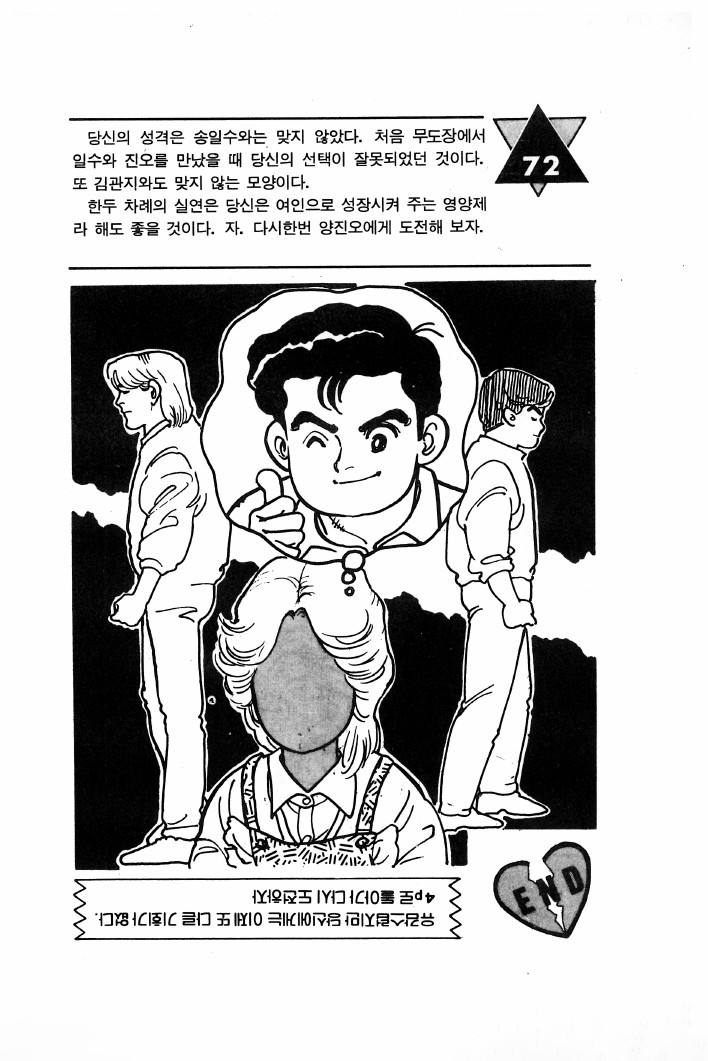 당신의 성격은 송일수와는 맞지 않았다. 처음 무도장에서
일수와 진오를 만났을 때 당신의 선택이 잘못되었던 것이다.
또 김관지와도 맞지 않는 모양이다.
한두 차례의 실연은 당신은 여인으로 성장시켜 주는 영양제
라 해도 좋을 것이다. 자. 다시한번 양진오에게 도전해 보자.
72
유감스럽지만 당신에게는 이제 또 다른 기회가 없다.
4p로 돌아가 다시 도전하자
END